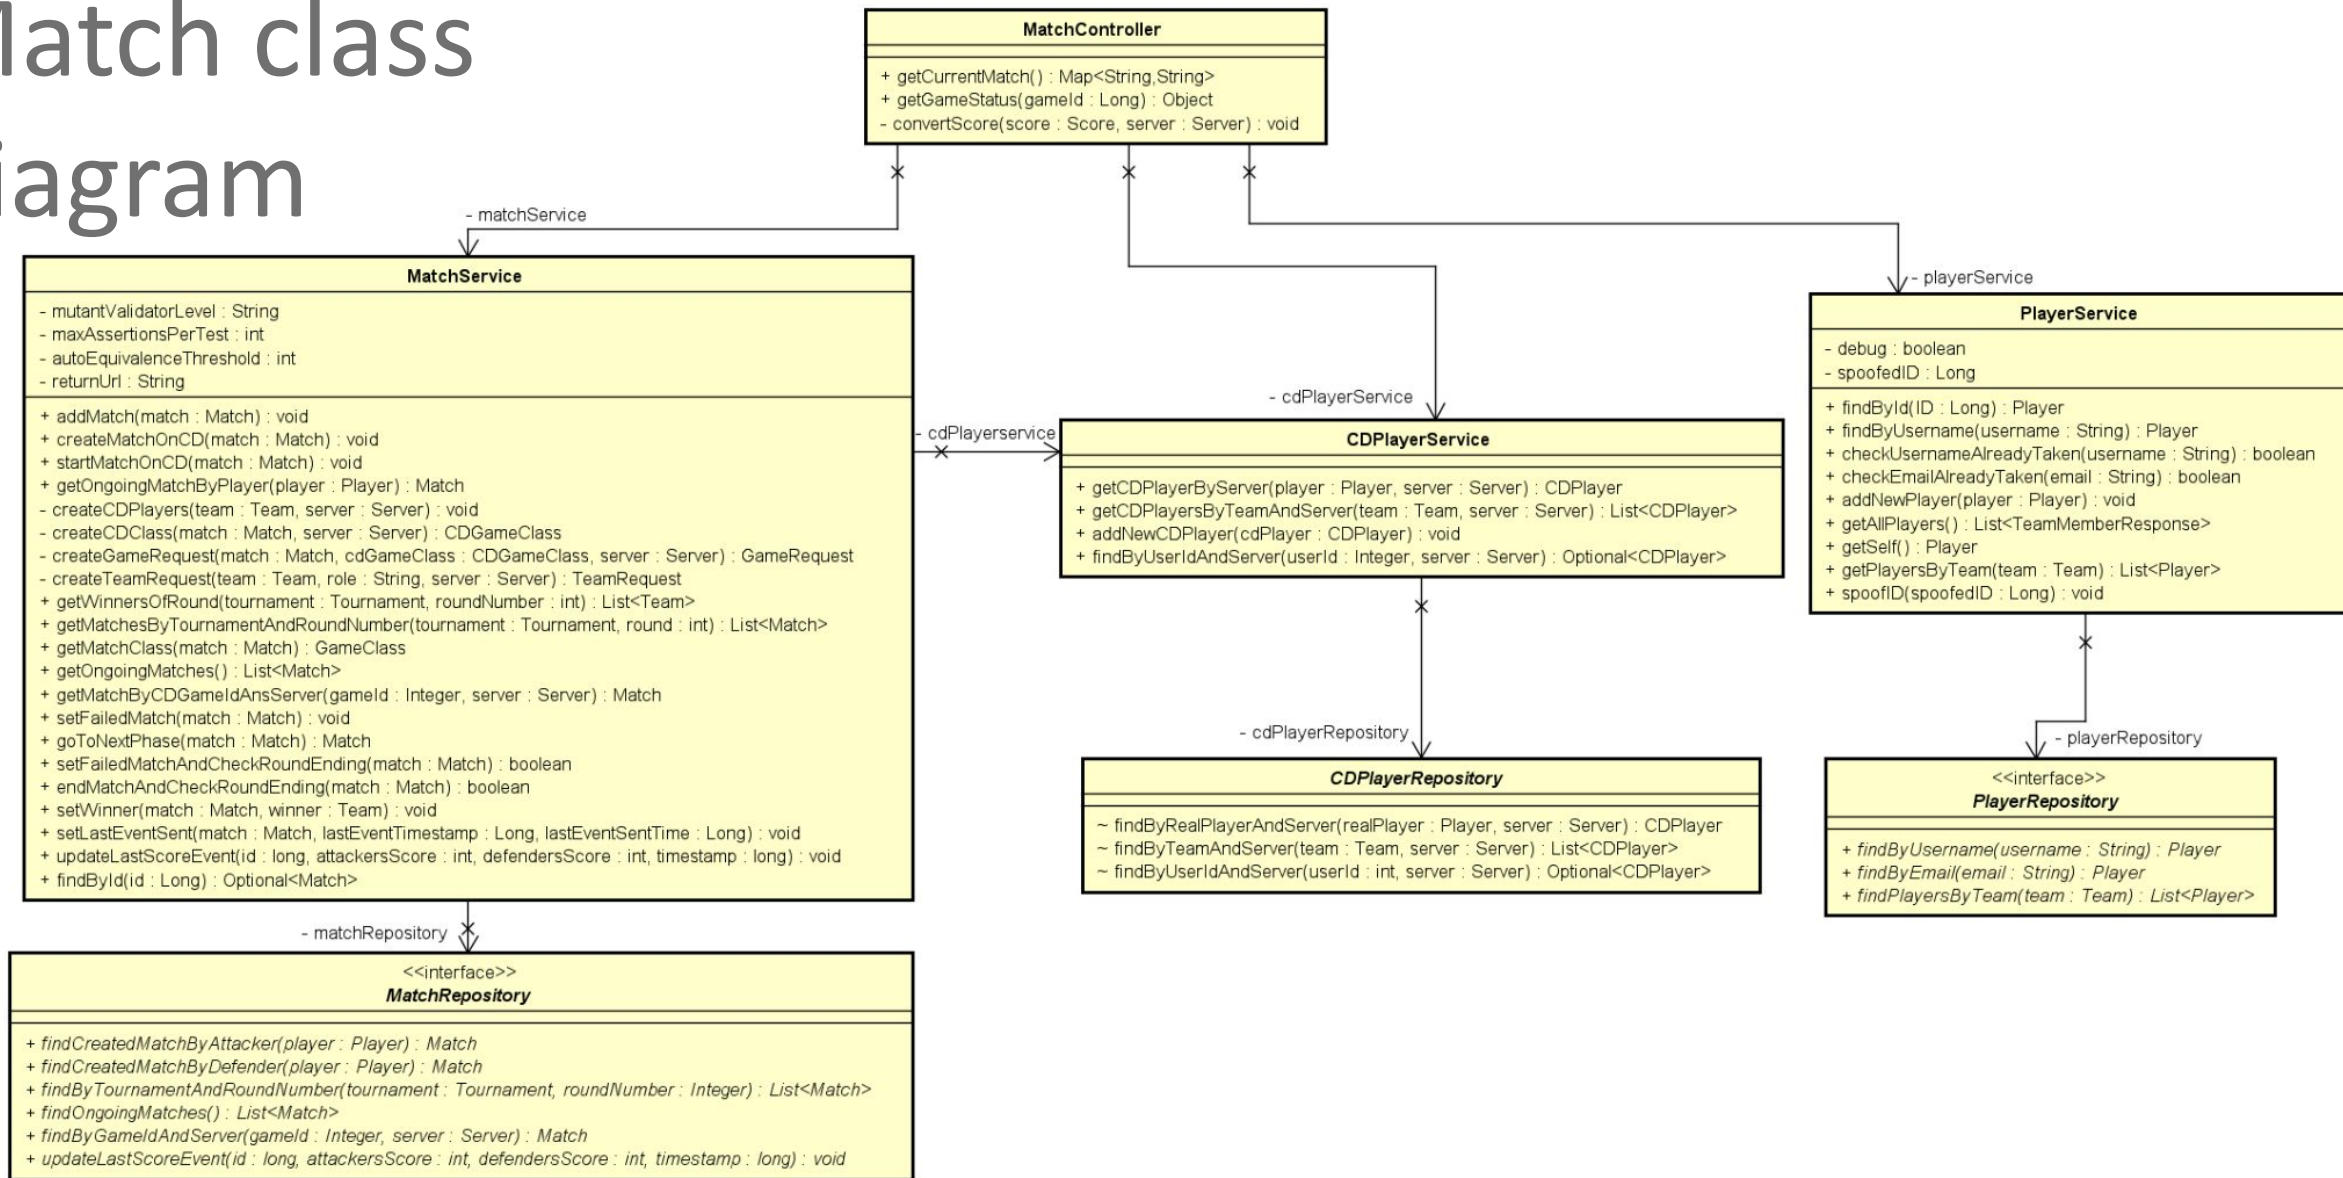 Match class
iagram
MatchController
+ getCurrentMatch() : Map<String,String>
+ getGameStatus(gameId : Long) : Object
- convertScore(score : Score, server : Server) : void
- matchService
- playerService
- cdPlayerService
- cdPlayerservice
MatchService
- mutantValidatorLevel : String
- maxAssertionsPerTest : int
- autoEquivalenceThreshold : int
- returnUrl : String
+ addMatch(match : Match) : void
+ createMatchOnCD(match : Match) : void
+ startMatchOnCD(match : Match) : void
+ getOngoingMatchByPlayer(player : Player) : Match
- createCDPlayers(team : Team, server : Server) : void
- createCDClass(match : Match, server : Server) : CDGameClass
- createGameRequest(match : Match, cdGameClass : CDGameClass, server : Server) : GameRequest
- createTeamRequest(team : Team, role : String, server : Server) : TeamRequest
+ getWinnersOfRound(tournament : Tournament, roundNumber : int) : List<Team>
+ getMatchesByTournamentAndRoundNumber(tournament : Tournament, round : int) : List<Match>
+ getMatchClass(match : Match) : GameClass
+ getOngoingMatches() : List<Match>
+ getMatchByCDGameIdAnsServer(gameId : Integer, server : Server) : Match
+ setFailedMatch(match : Match) : void
+ goToNextPhase(match : Match) : Match
+ setFailedMatchAndCheckRoundEnding(match : Match) : boolean
+ endMatchAndCheckRoundEnding(match : Match) : boolean
+ setWinner(match : Match, winner : Team) : void
+ setLastEventSent(match : Match, lastEventTimestamp : Long, lastEventSentTime : Long) : void
+ updateLastScoreEvent(id : long, attackersScore : int, defendersScore : int, timestamp : long) : void
+ findById(id : Long) : Optional<Match>
CDPlayerService
+ getCDPlayerByServer(player : Player, server : Server) : CDPlayer
+ getCDPlayersByTeamAndServer(team : Team, server : Server) : List<CDPlayer>
+ addNewCDPlayer(cdPlayer : CDPlayer) : void
+ findByUserIdAndServer(userId : Integer, server : Server) : Optional<CDPlayer>
PlayerService
- debug : boolean
- spoofedID : Long
+ findById(ID : Long) : Player
+ findByUsername(username : String) : Player
+ checkUsernameAlreadyTaken(username : String) : boolean
+ checkEmailAlreadyTaken(email : String) : boolean
+ addNewPlayer(player : Player) : void
+ getAllPlayers() : List<TeamMemberResponse>
+ getSelf() : Player
+ getPlayersByTeam(team : Team) : List<Player>
+ spoofID(spoofedID : Long) : void
- cdPlayerRepository
- playerRepository
CDPlayerRepository
~ findByRealPlayerAndServer(realPlayer : Player, server : Server) : CDPlayer
~ findByTeamAndServer(team : Team, server : Server) : List<CDPlayer>
~ findByUserIdAndServer(userId : int, server : Server) : Optional<CDPlayer>
<<interface>>
PlayerRepository
+ findByUsername(username : String) : Player
+ findByEmail(email : String) : Player
+ findPlayersByTeam(team : Team) : List<Player>
- matchRepository
<<interface>>
MatchRepository
+ findCreatedMatchByAttacker(player : Player) : Match
+ findCreatedMatchByDefender(player : Player) : Match
+ findByTournamentAndRoundNumber(tournament : Tournament, roundNumber : Integer) : List<Match>
+ findOngoingMatches() : List<Match>
+ findByGameIdAndServer(gameId : Integer, server : Server) : Match
+ updateLastScoreEvent(id : long, attackersScore : int, defendersScore : int, timestamp : long) : void